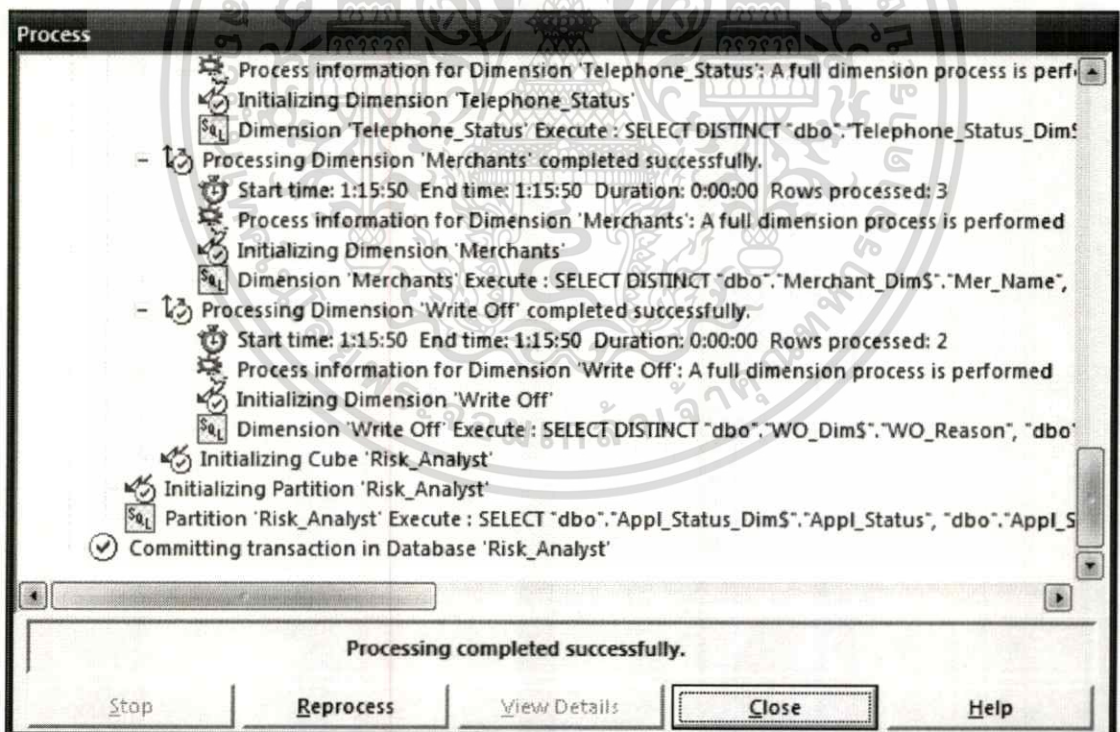 Process
Process information for Dimension 'Telephone_Status': A full dimension process is perf
Initializing Dimension 'Telephone_Status'
SQL Dimension 'Telephone_Status' Execute : SELECT DISTINCT "dbo"."Telephone_Status_Dim$
- Processing Dimension 'Merchants' completed successfully.
Start time: 1:15:50 End time: 1:15:50 Duration: 0:00:00 Rows processed: 3
Process information for Dimension 'Merchants': A full dimension process is performed
Initializing Dimension 'Merchants'
SQL Dimension 'Merchants' Execute : SELECT DISTINCT "dbo"."Merchant_Dim$"."Mer_Name",
- Processing Dimension 'Write Off' completed successfully.
Start time: 1:15:50 End time: 1:15:50 Duration: 0:00:00 Rows processed: 2
Process information for Dimension 'Write Off': A full dimension process is performed
Initializing Dimension 'Write Off'
SQL Dimension 'Write Off' Execute : SELECT DISTINCT "dbo"."WO_Dim$"."WO_Reason", "dbo"
Initializing Cube 'Risk_Analyst'
Initializing Partition 'Risk_Analyst'
SQL Partition 'Risk_Analyst' Execute : SELECT "dbo"."Appl_Status_Dim$"."Appl_Status", "dbo"."Appl_S
Committing transaction in Database 'Risk_Analyst'
Processing completed successfully.
Stop Reprocess View Details Close Help